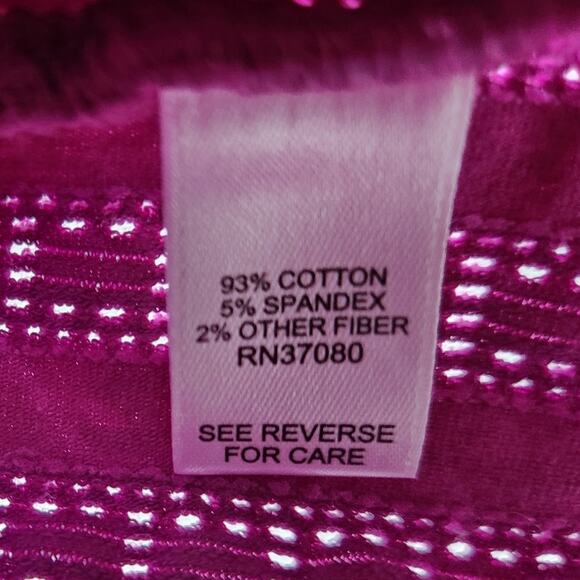 93% COTTON
5% SPANDEX
2% OTHER FIBER
RN37080
SEE REVERSE
FOR CARE